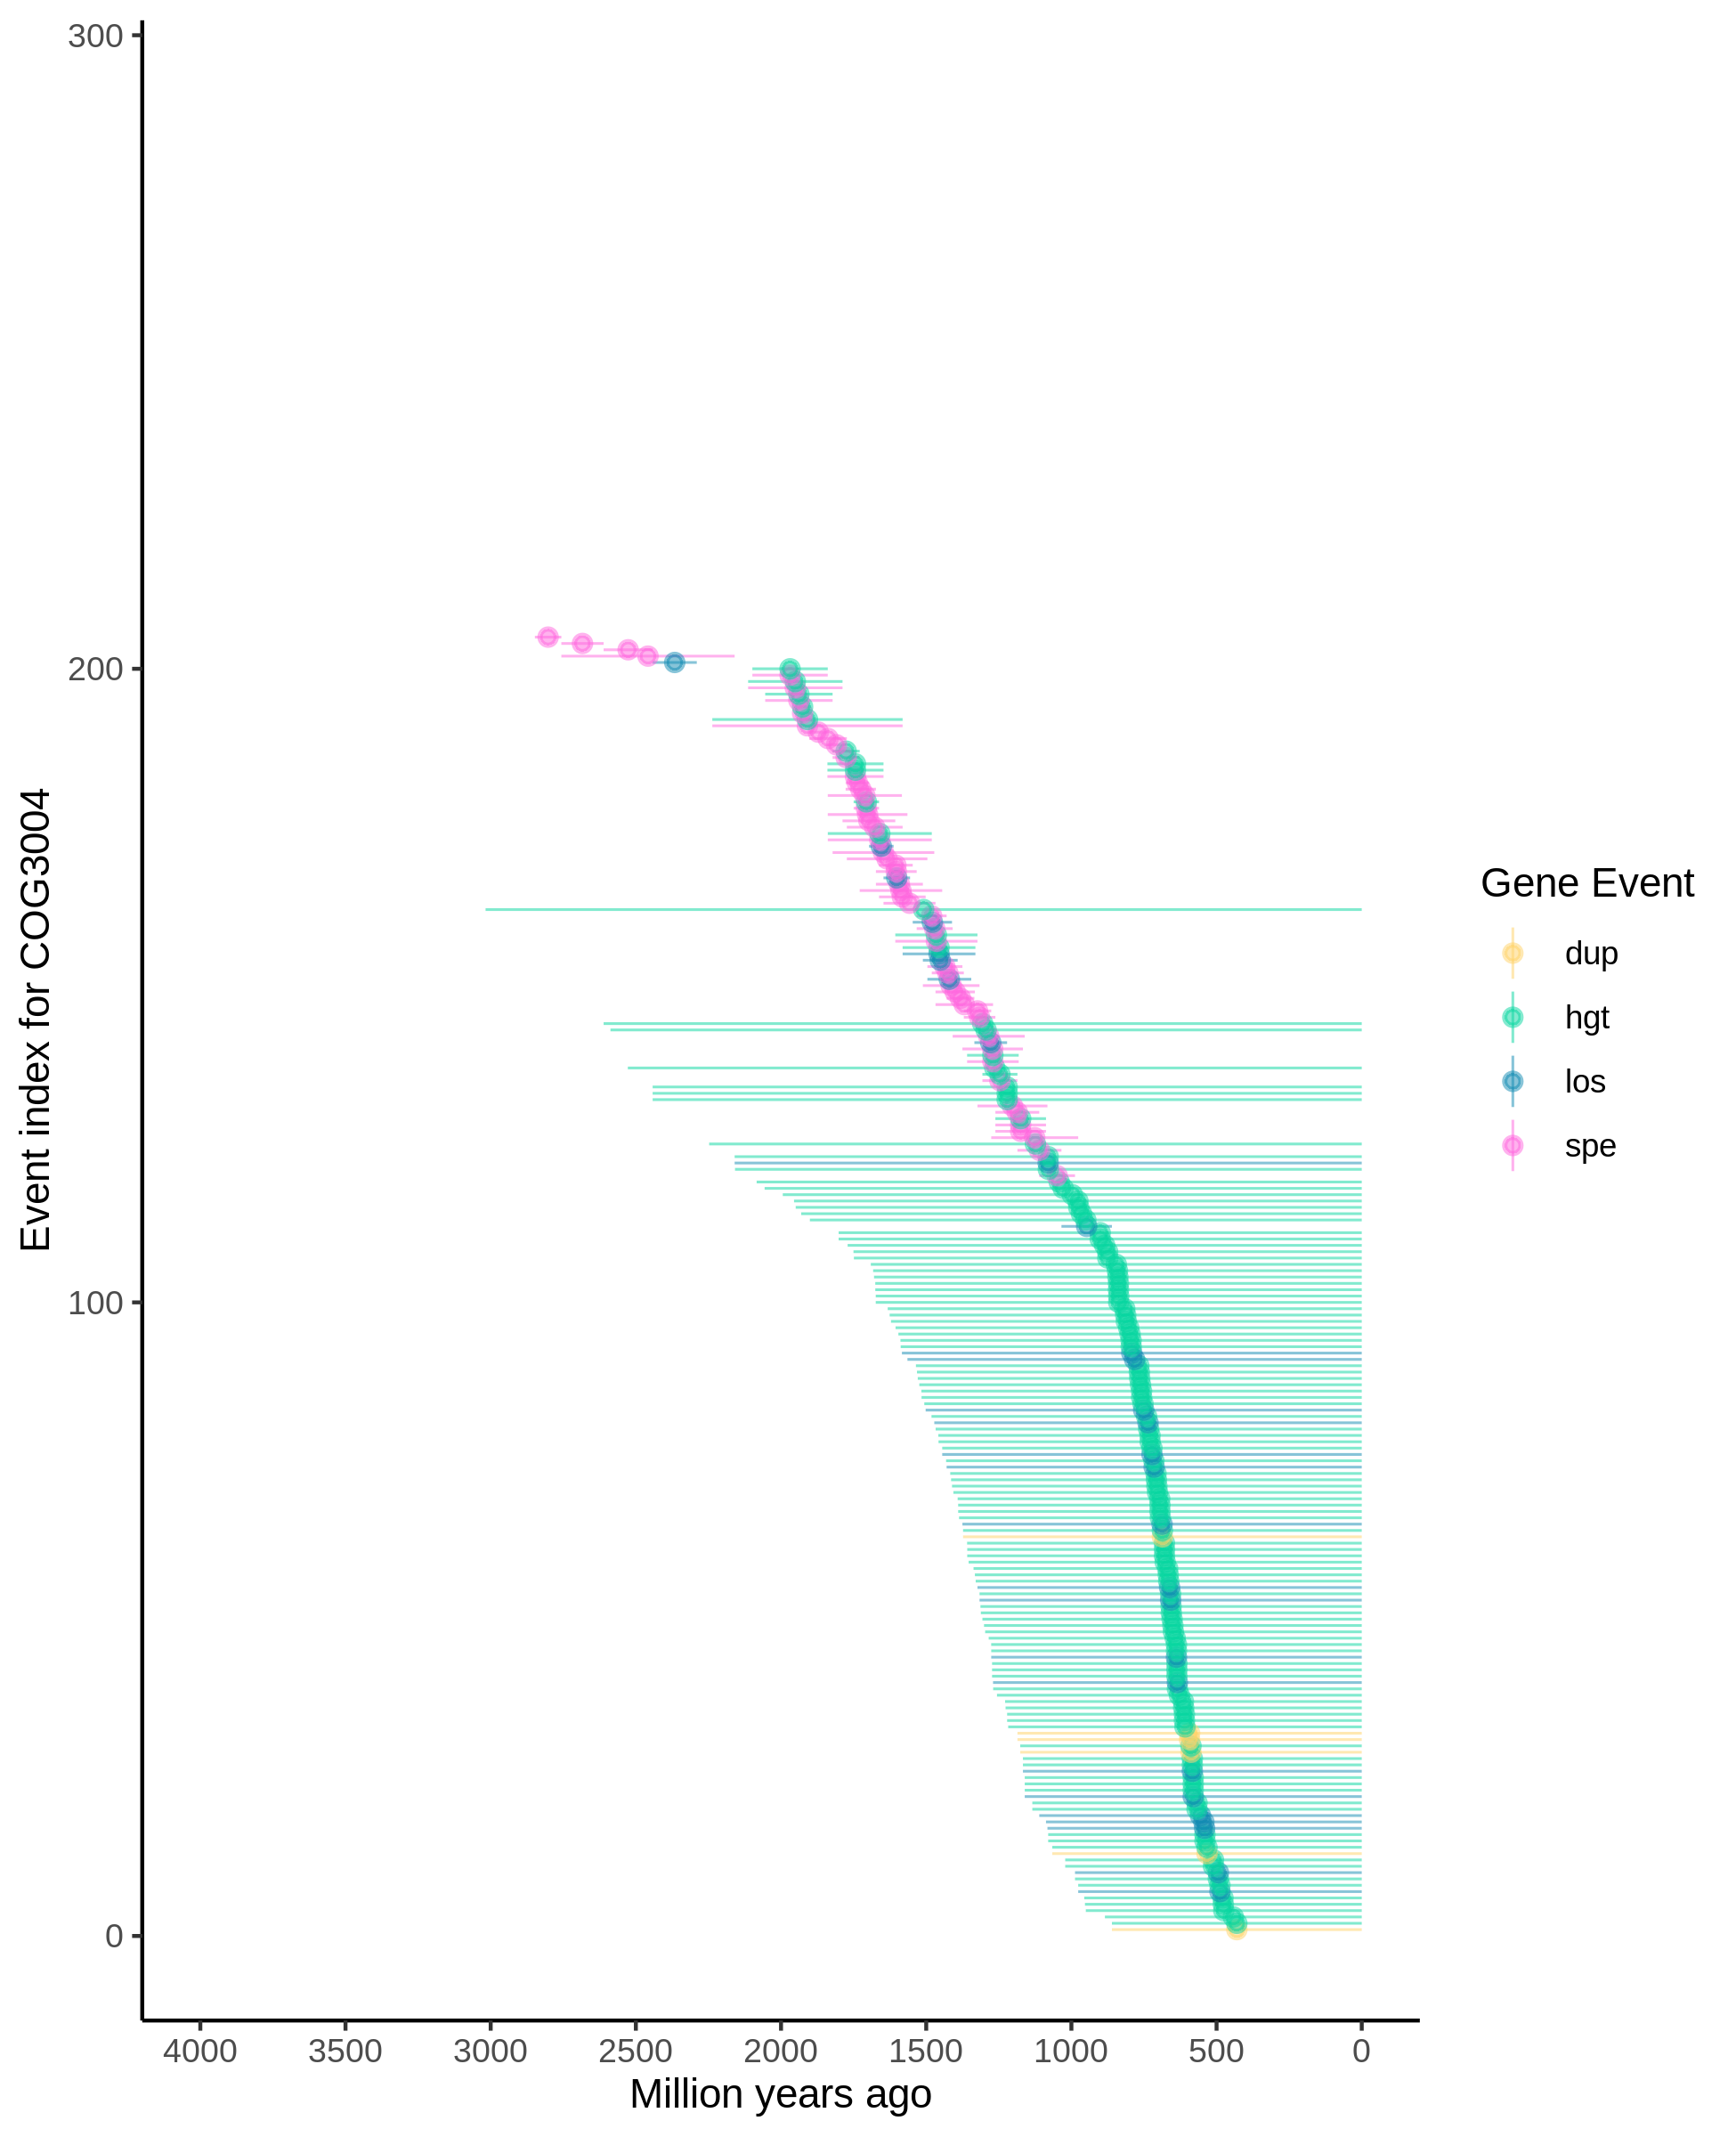 Event index for COG3004
300
200
100
0
4000 3500 3000 2500 2000 1500 1000 500 0
Million years ago
Gene Event
dup
hgt
los
spe